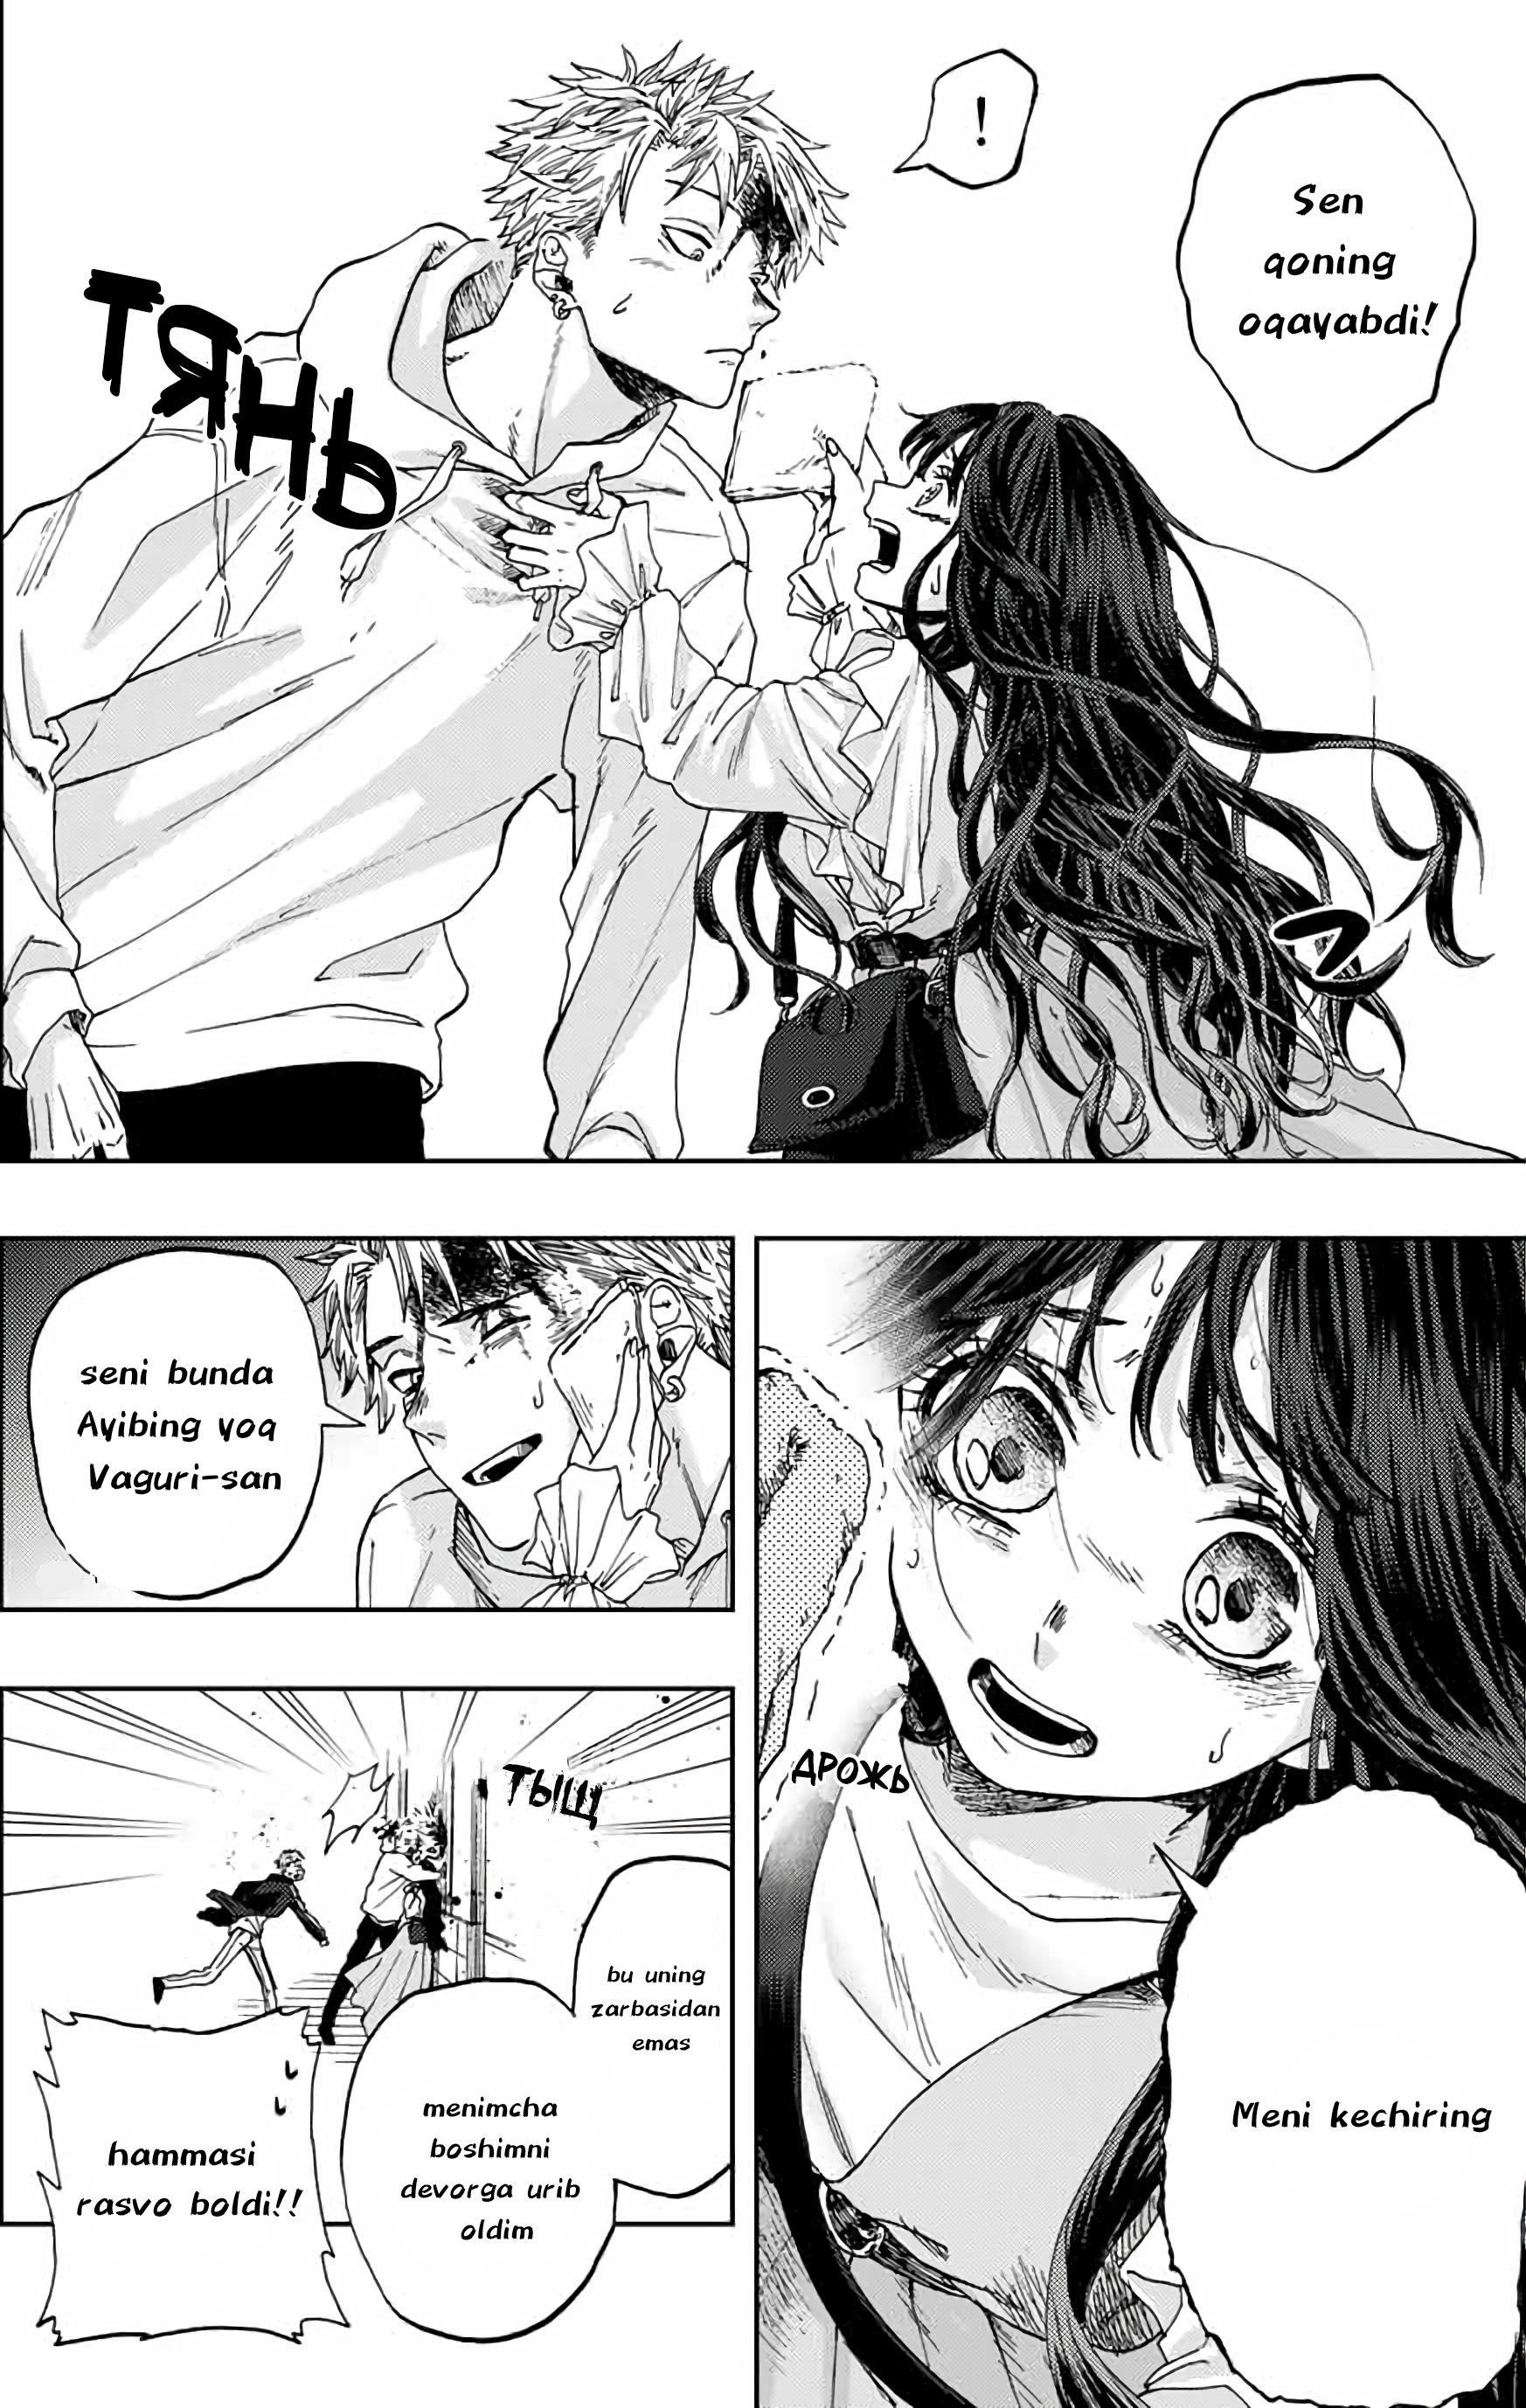 !
Sen
qoning
oqayabdi!
ТЯНЬ
seni bunda
Ayibing yoq
Vaguri-san
ДРОЖЬ
Meni kechiring
ТЫЩ
bu uning
zarbasidan
emas
menimcha
boshimni
devorga urib
oldim
hammasi
rasvo boldi!!